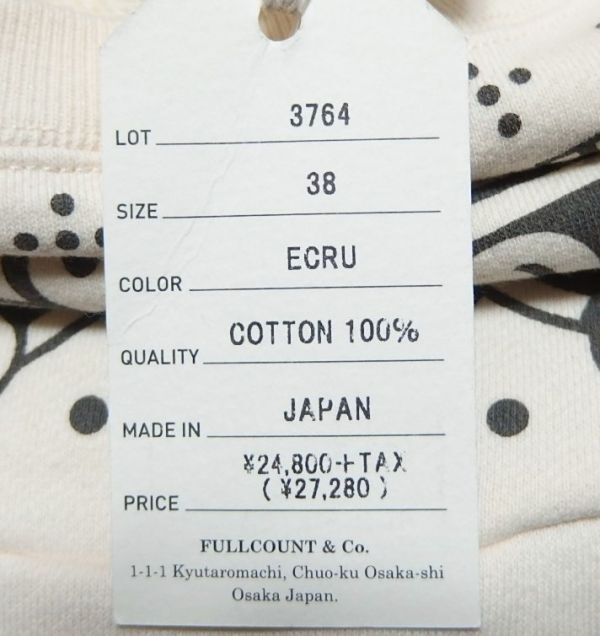 LOT 3764
SIZE 38
COLOR ECRU
QUALITY COTTON 100%
MADE IN JAPAN
¥24,800-+TAX
PRICE (¥27,280)
FULLCOUNT & Co.
1-1-1 Kyutaromachi, Chuo-ku Osaka-shi
Osaka Japan.